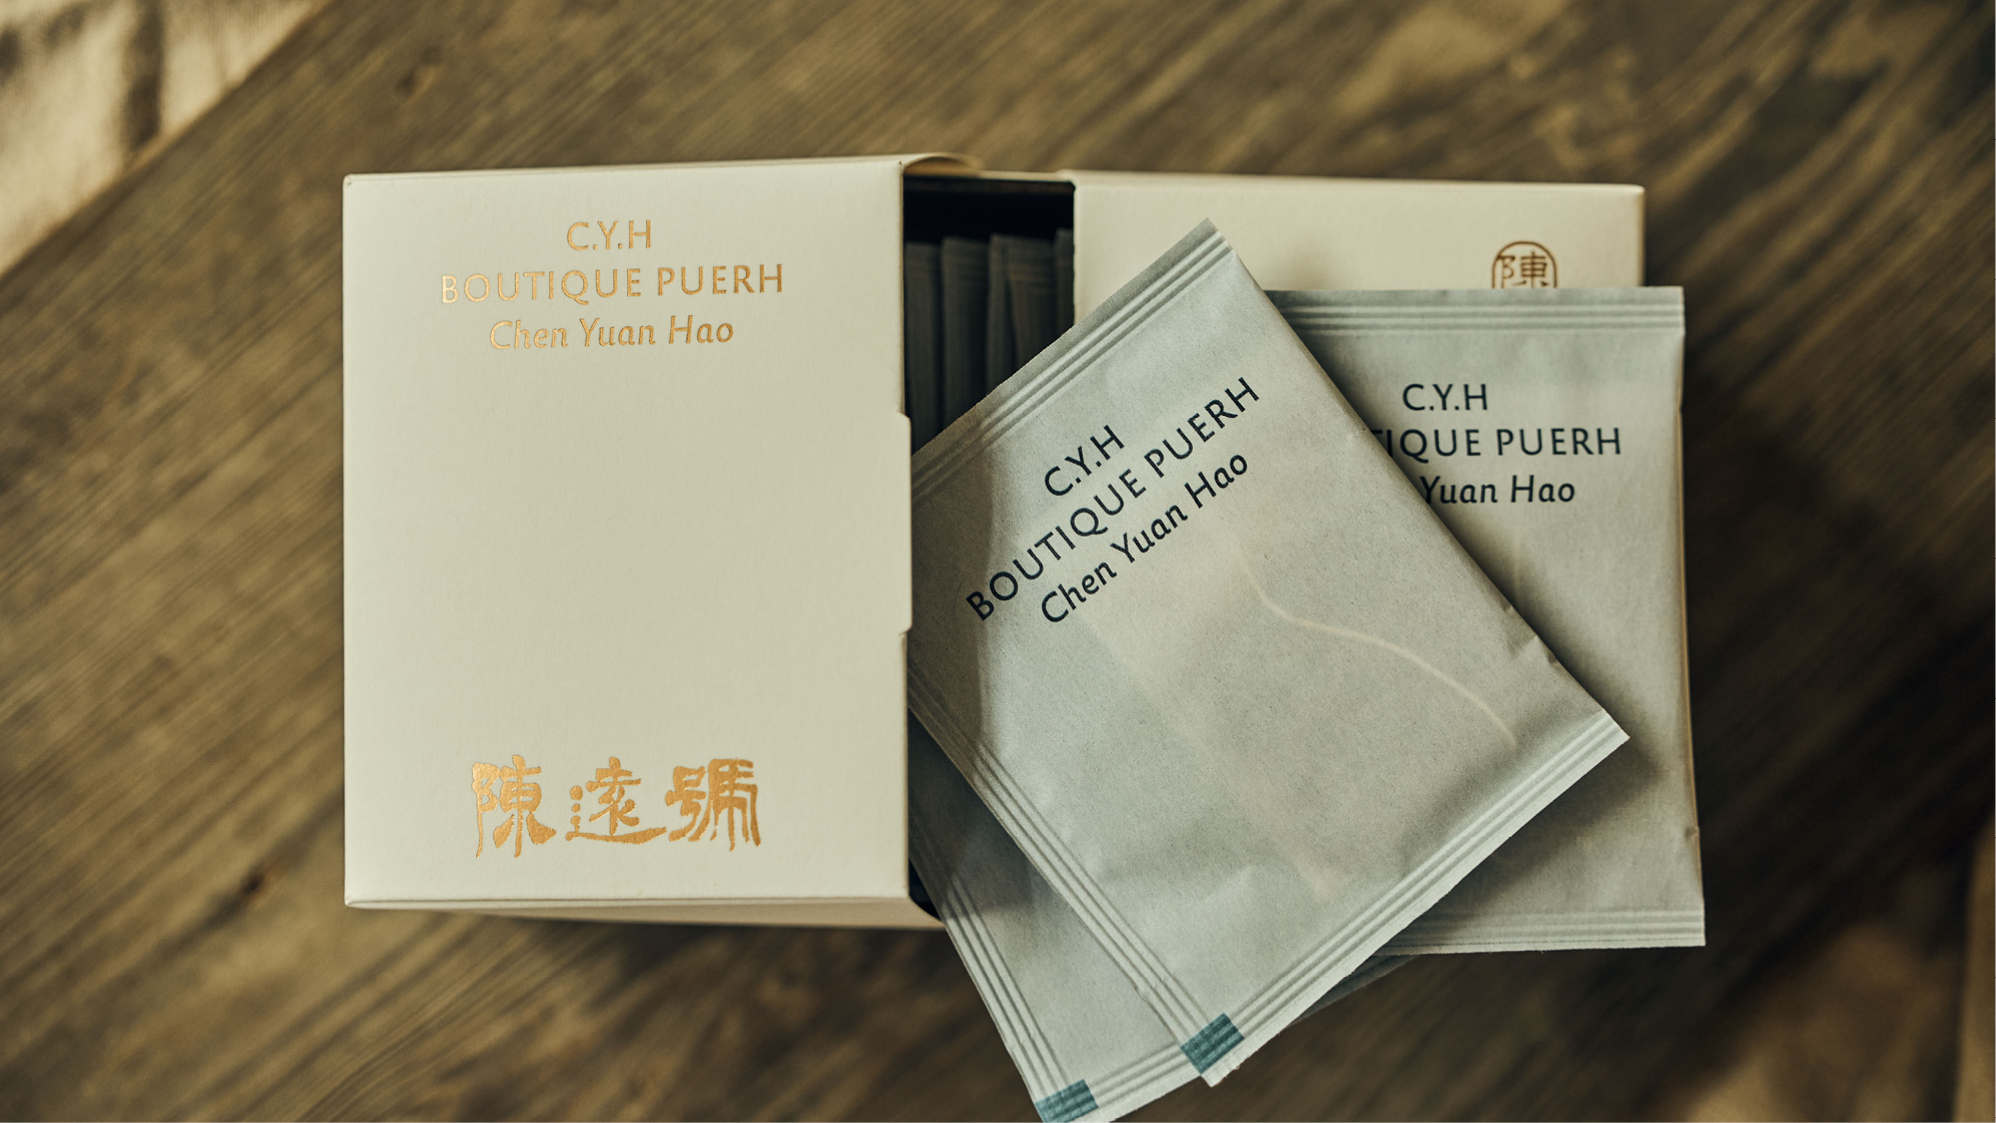 C.Y.H
BOUTIQUE PUERH
Chen Yuan Hao
陳遠號
陳
C.Y.H
BOUTIQUE PUERH
Chen Yuan Hao
C.Y.H
TIQUE PUERH
Yuan Hao